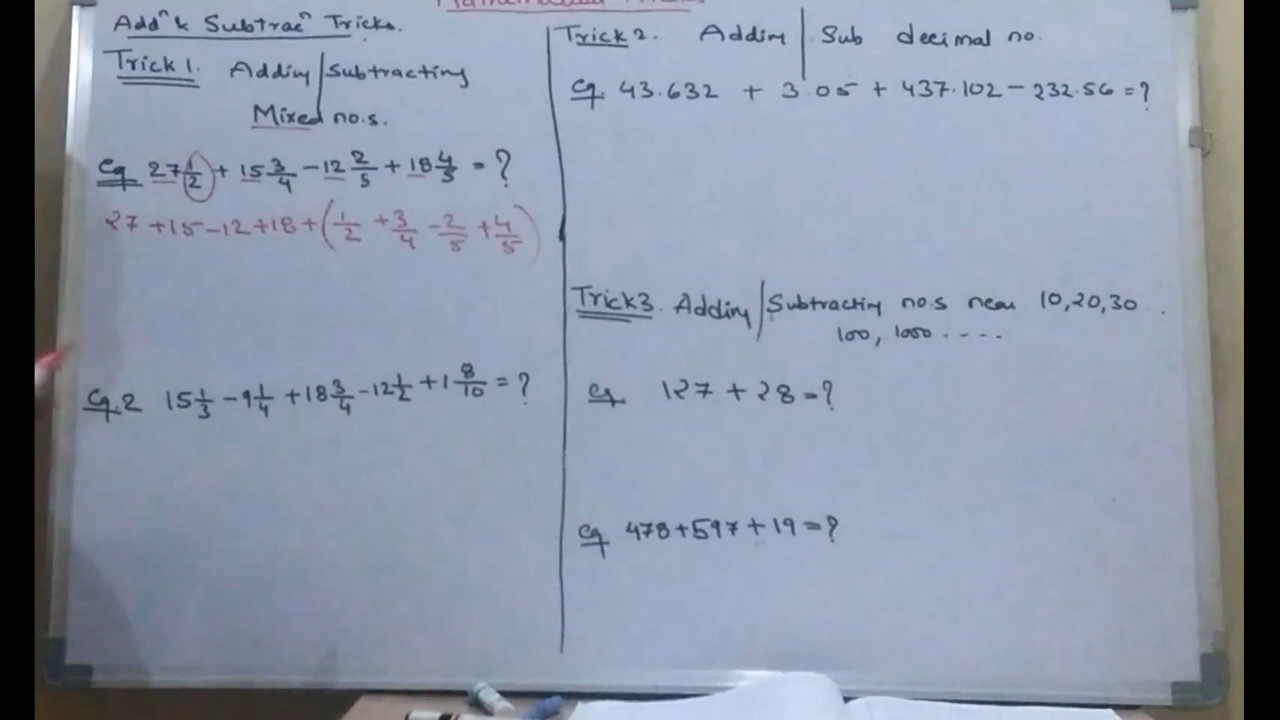 Addⁿ & Subtracⁿ Tricks.
Trick 1. Adding/Subtracting
Mixed no.s.
eg 27 1/2 + 15 3/4 - 12 2/5 + 18 4/5 = ?
27 + 15 - 12 + 18 + (1/2 + 3/4 - 2/5 + 4/5)
eg.2 15 1/3 - 9 1/4 + 18 3/4 - 12 1/2 + 1 8/10 = ?
Trick 2. Adding/Sub decimal no.
eg. 43.632 + 3.05 + 437.102 - 232.56 = ?
Trick 3. Adding/Subtracting no.s near 10,20,30 .
100, 1000 ----
eg 127 + 28 = ?
eg 478 + 597 + 19 = ?